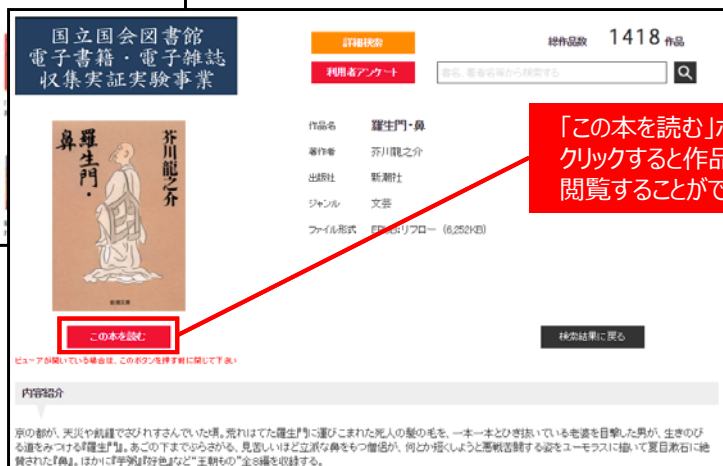 国立国会図書館
電子書籍・電子雑誌
収集実証実験事業
詳細検索
総作品数 1418 作品
利用者アンケート
書名、著者名等から検索する
芥川龍之介
羅生門・
鼻
新潮文庫
作品名 羅生門・鼻
著作者 芥川龍之介
出版社 新潮社
ジャンル 文芸
ファイル形式 リフロー (6,252KB)
「この本を読む」
クリックすると作品
閲覧することがで
この本を読む
検索結果に戻る
ビューアが開いている場合は、このボタンを押す前に閉じて下さい
内容紹介
京の都が、天災や飢饉でさびれすさんでいた頃。荒れはてた羅生門に運びこまれた死人の髪の毛を、一本一本とひき抜いている老婆を目撃した男が、生きのび
る道をみつける『羅生門』。あごの下までぶらさがる、見苦しいほど立派な鼻をもつ僧侶が、何とか短くしようと悪戦苦闘する姿をユーモラスに描いて夏目漱石に絶
賛された『鼻』。ほかに『芋粥』『好色』など“王朝もの”全8編を収録する。